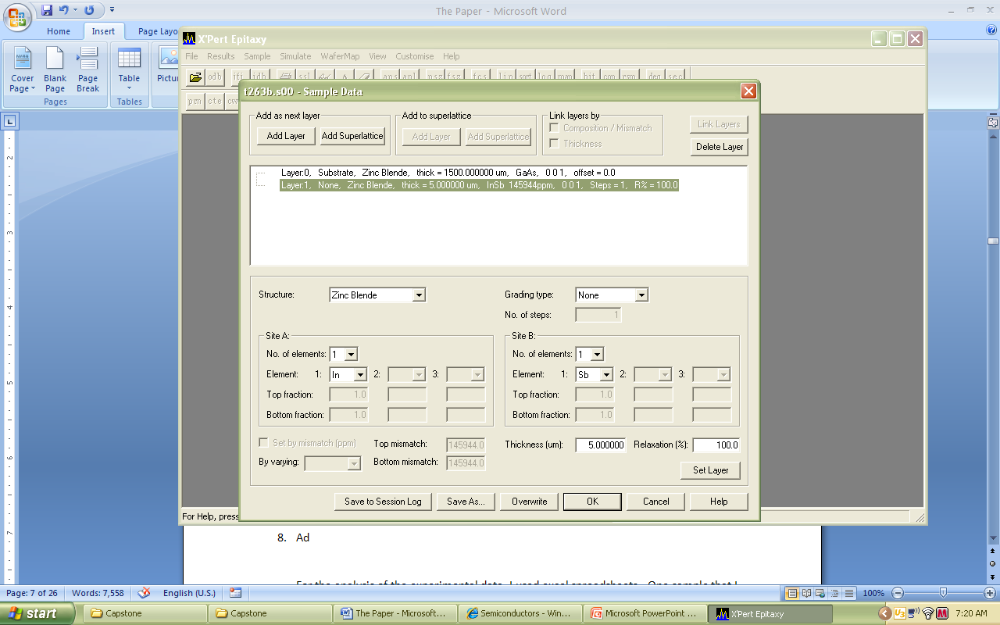 The Paper - Microsoft Word
Home Insert Page Layo
Cover Page Blank Page Page Break Table Pictu
Pages Tables
X'Pert Epitaxy
File Results Sample Simulate WaferMap View Customise Help
t263b.s00 - Sample Data
Add as next layer Add to superlattice Link layers by
Add Layer Add Superlattice Add Layer Add Superlattice Composition / Mismatch Link Layers
Thickness Delete Layer
Layer:0, Substrate, Zinc Blende, thick = 1500.000000 um, GaAs, 0 0 1, offset = 0.0
Layer:1, None, Zinc Blende, thick = 5.000000 um, InSb 145944ppm, 0 0 1, Steps = 1, R% = 100.0
Structure: Zinc Blende Grading type: None
No. of steps: 1
Site A: Site B:
No. of elements: 1 No. of elements: 1
Element: 1: In 2: 3: Element: 1: Sb 2: 3:
Top fraction: 1.0 Top fraction: 1.0
Bottom fraction: 1.0 Bottom fraction: 1.0
Set by mismatch (ppm) Top mismatch: 145944.0 Thickness (um): 5.000000 Relaxation (%): 100.0
By varying: Bottom mismatch: 145944.0
Set Layer
Save to Session Log Save As... Overwrite OK Cancel Help
For Help, press
8. Ad
For the analysis of the experimental data, I used excel spreadsheets. One sample that I
Page: 7 of 26 Words: 7,558 English (U.S.) 100%
start Capstone Capstone The Paper - Microsoft... Semiconductors - Win... Microsoft PowerPoint ... X'Pert Epitaxy 7:20 AM